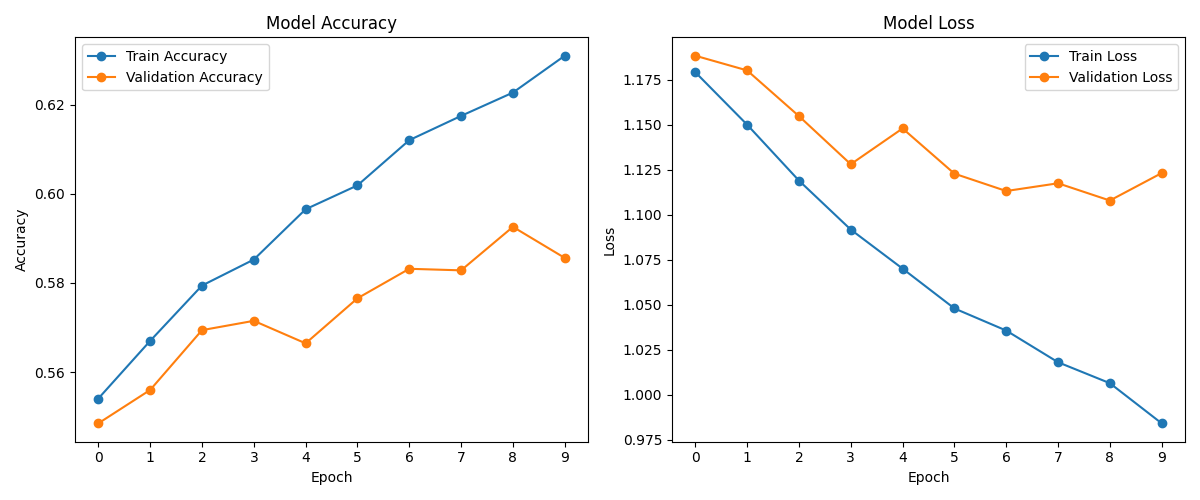 Model Accuracy
Train Accuracy
Validation Accuracy
0.62
0.60
0.58
0.56
Accuracy
0 1 2 3 4 5 6 7 8 9
Epoch
Model Loss
Train Loss
Validation Loss
1.175
1.150
1.125
1.100
1.075
1.050
1.025
1.000
0.975
Loss
0 1 2 3 4 5 6 7 8 9
Epoch